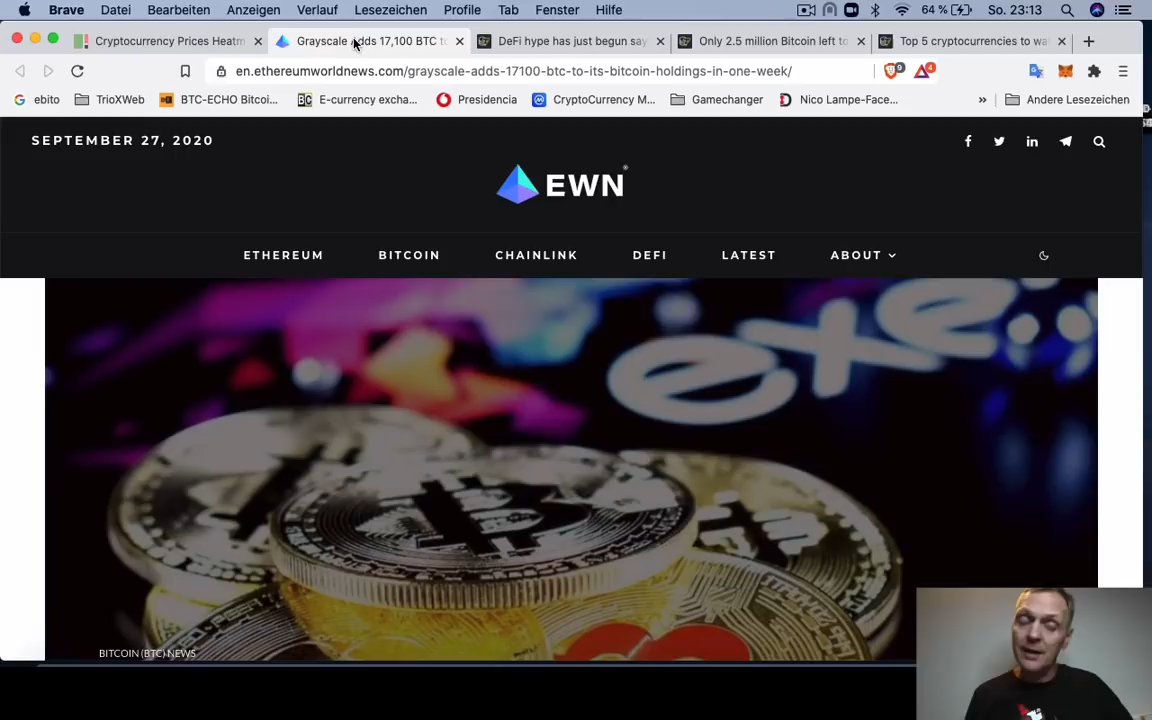 Brave Datei Bearbeiten Anzeigen Verlauf Lesezeichen Profile Tab Fenster Hilfe 64 % So. 23:13
Cryptocurrency Prices Heatm Grayscale adds 17,100 BTC to DeFi hype has just begun say Only 2.5 million Bitcoin left to Top 5 cryptocurrencies to wa
en.ethereumworldnews.com/grayscale-adds-17100-btc-to-its-bitcoin-holdings-in-one-week/ 9 4
ebito TrioXWeb BTC-ECHO Bitcoi... E-currency excha... Presidencia CryptoCurrency M... Gamechanger Nico Lampe-Face... » Andere Lesezeichen
SEPTEMBER 27, 2020
EWN
ETHEREUM BITCOIN CHAINLINK DEFI LATEST ABOUT
exe
BITCOIN (BTC) NEWS